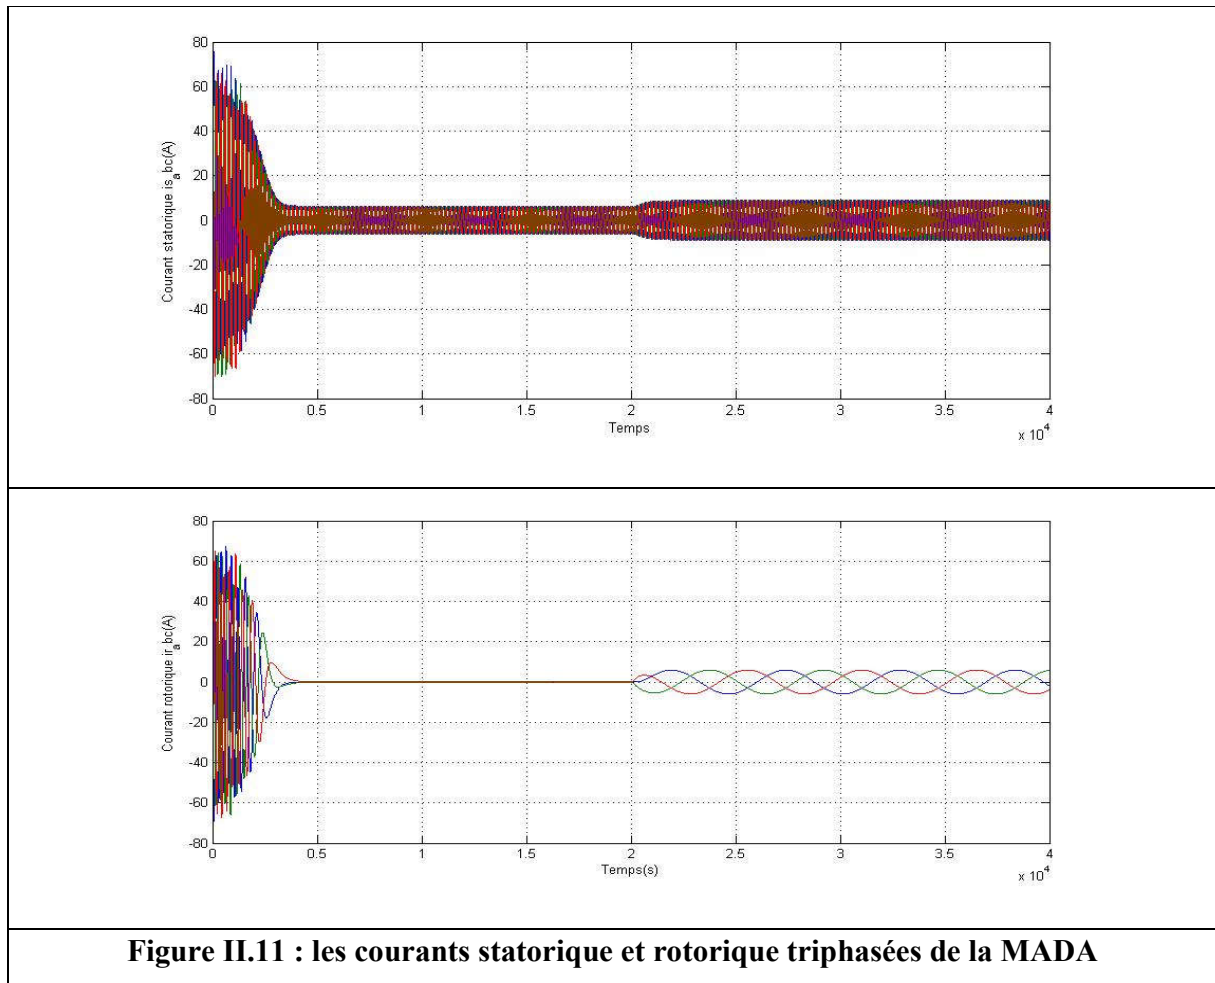 80
60
40
20
0
-20
-40
-60
-80
Courant statorique is_abc(A)
0 0.5 1 1.5 2 2.5 3 3.5 4
Temps
x 10^4
80
60
40
20
0
-20
-40
-60
-80
Courant rotorique ir_abc(A)
0 0.5 1 1.5 2 2.5 3 3.5 4
Temps(s)
x 10^4
Figure II.11 : les courants statorique et rotorique triphasées de la MADA